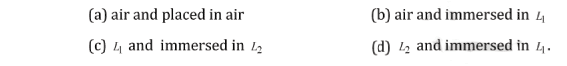 (a) air and placed in air (b) air and immersed in L₁
(c) L₁ and immersed in L₂ (d) L₂ and immersed in L₁.